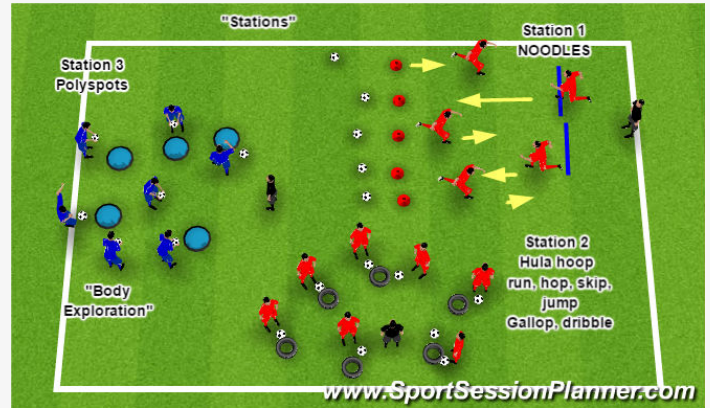 "Stations"
Station 1
NOODLES
Station 3
Polyspots
Station 2
Hula hoop
run, hop, skip,
jump
Gallop, dribble
"Body
Exploration"
www.SportSessionPlanner.com